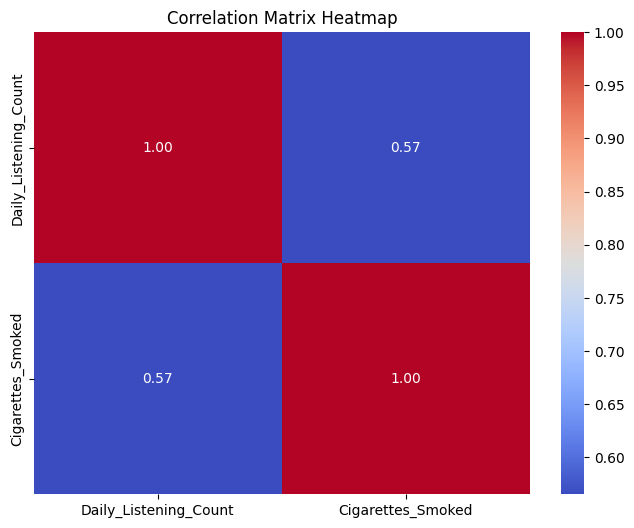 Correlation Matrix Heatmap
Daily_Listening_Count
Cigarettes_Smoked
1.00
0.57
0.57
1.00
Daily_Listening_Count
Cigarettes_Smoked
1.00
0.95
0.90
0.85
0.80
0.75
0.70
0.65
0.60